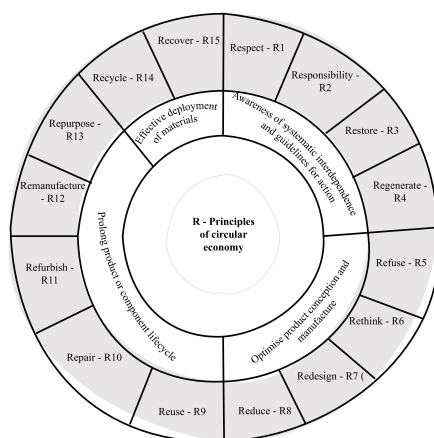 Recover - R15
Respect - R1
Recycle - R14
Responsibility -
R2
Repurpose -
R13
Restore - R3
Remanufacture -
R12
Regenerate -
R4
Refurbish -
R11
Refuse - R5
Repair - R10
Rethink - R6
Reuse - R9
Reduce - R8
Redesign - R7 (
Effective deployment
of materials
Awareness of systematic interdependence
and guidelines for action
Prolong product or component lifecycle
Optimise product conception and
manufacture
R - Principles
of circular
economy